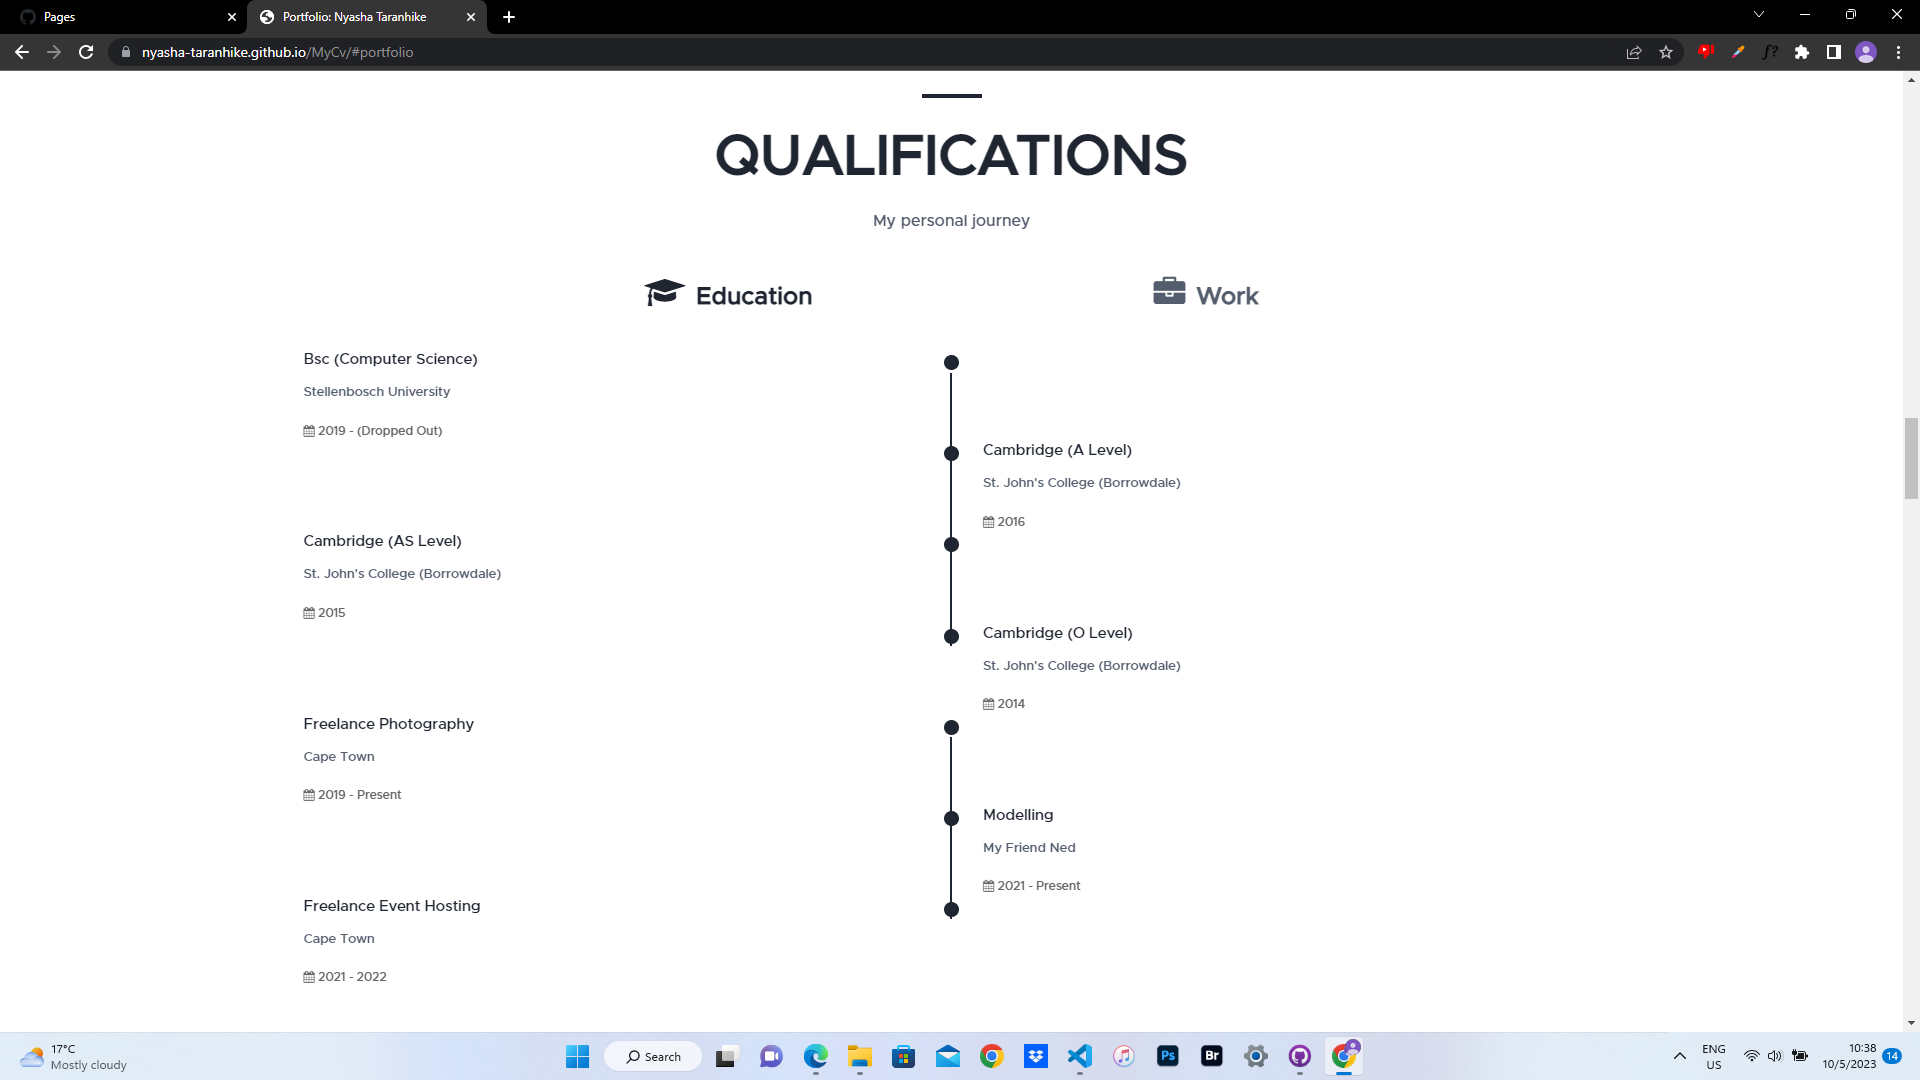 Pages
Portfolio: Nyasha Taranhike
nyasha-taranhike.github.io/MyCv/#portfolio
f?
QUALIFICATIONS
My personal journey
Education
Work
Bsc (Computer Science)
Stellenbosch University
2019 - (Dropped Out)
Cambridge (A Level)
St. John's College (Borrowdale)
2016
Cambridge (AS Level)
St. John's College (Borrowdale)
2015
Cambridge (O Level)
St. John's College (Borrowdale)
2014
Freelance Photography
Cape Town
2019 - Present
Modelling
My Friend Ned
2021 - Present
Freelance Event Hosting
Cape Town
2021 - 2022
17°C
Mostly cloudy
Search
Ps
Br
ENG
US
10:38
10/5/2023
14